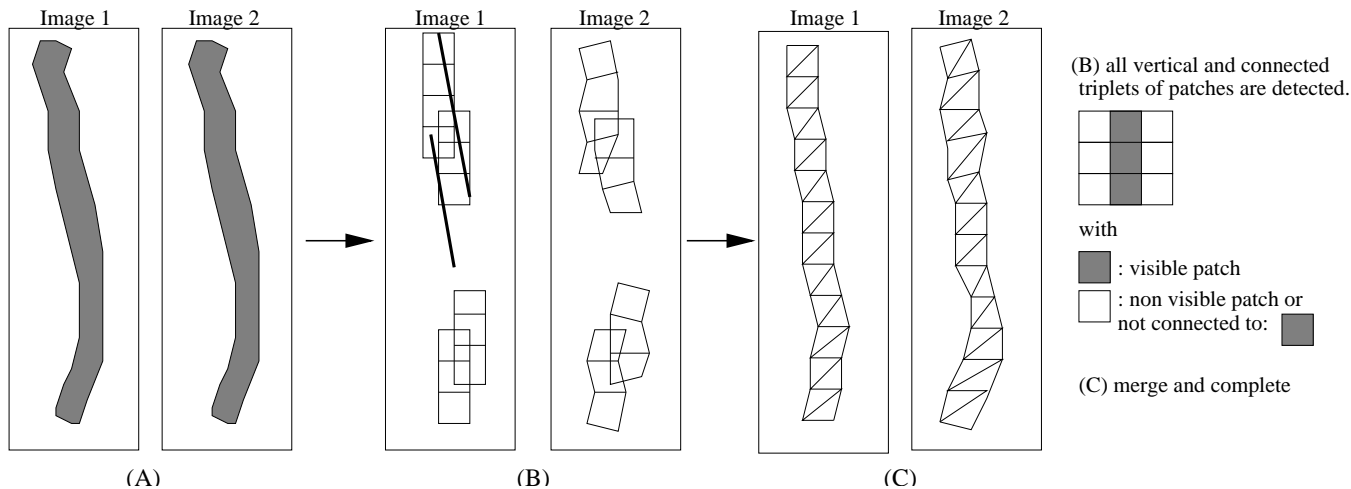 Image 1
Image 2
Image 1
Image 2
Image 1
Image 2
(B) all vertical and connected
triplets of patches are detected.
with
: visible patch
: non visible patch or
not connected to:
(C) merge and complete
(A)
(B)
(C)